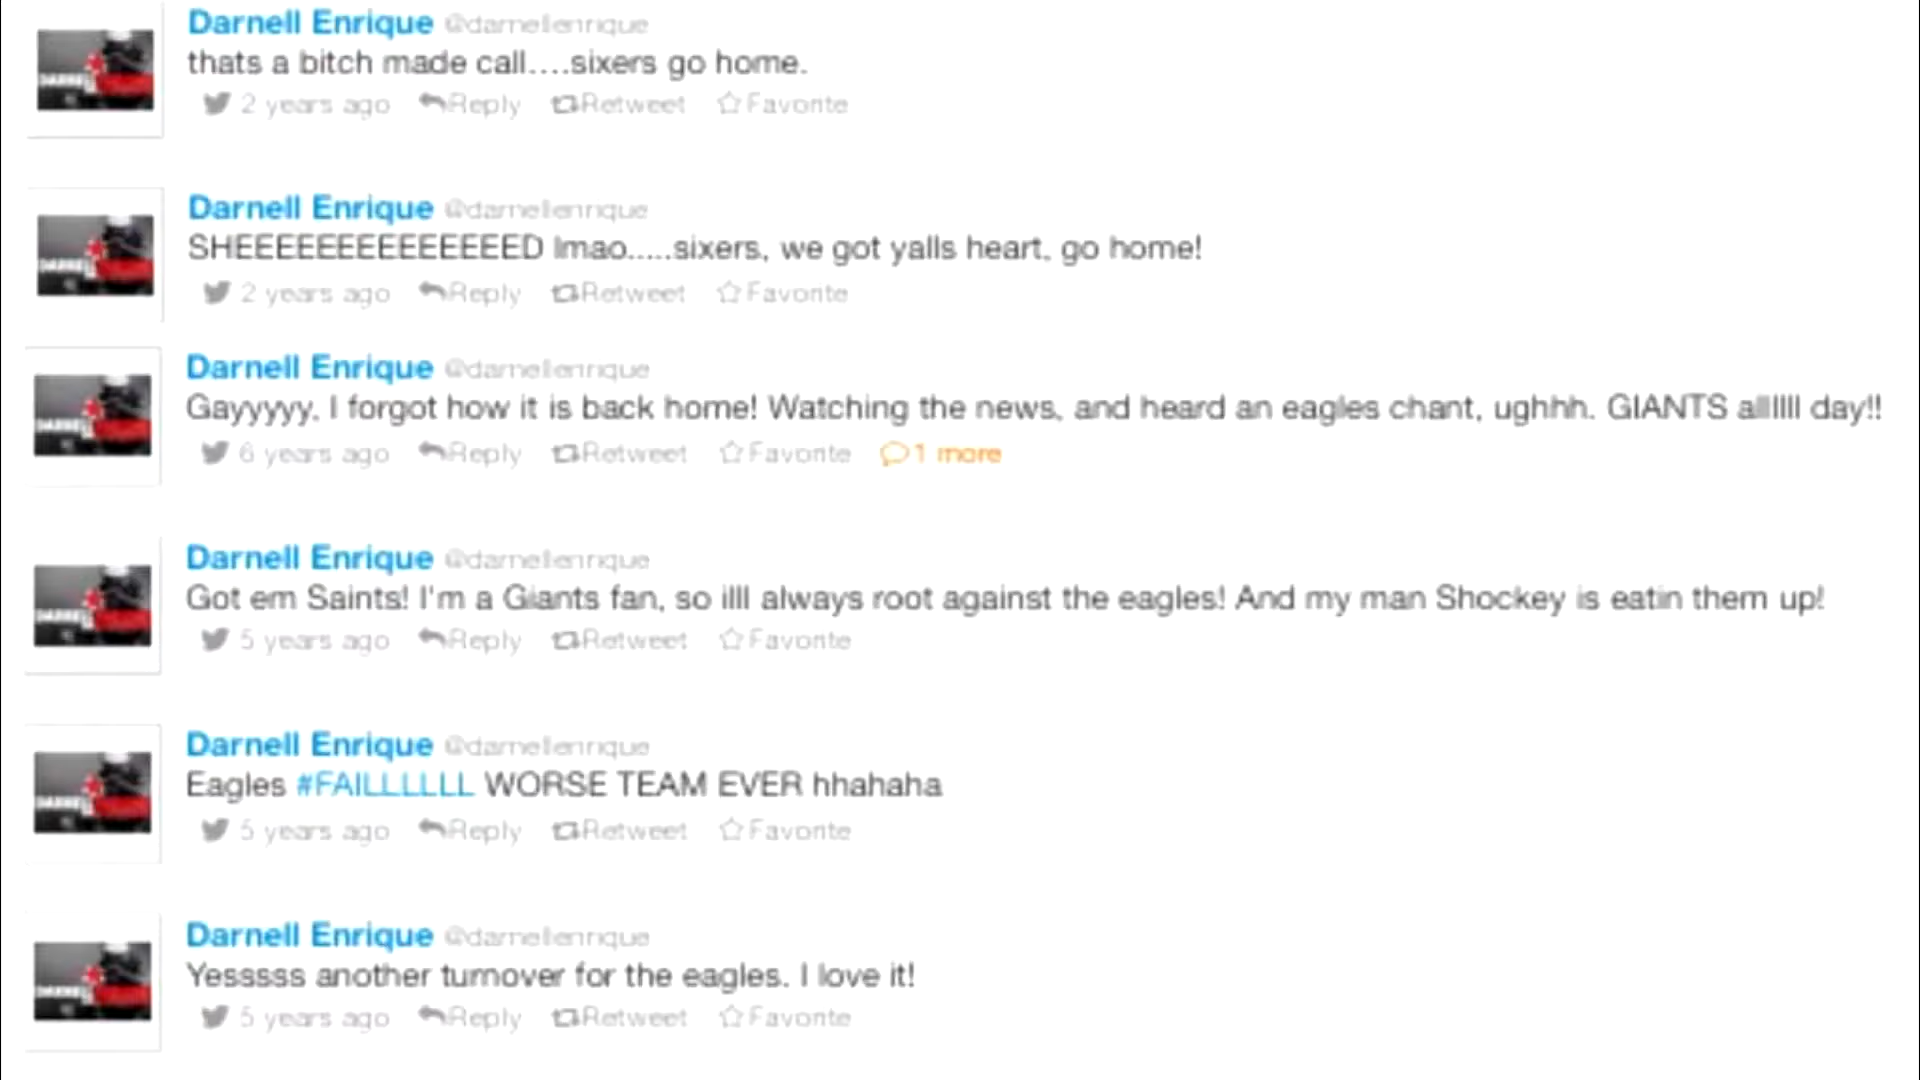 Darnell Enrique @darnellenrique
thats a bitch made call....sixers go home.
2 years ago Reply Retweet Favorite
Darnell Enrique @darnellenrique
SHEEEEEEEEEEEEEEED lmao.....sixers, we got yalls heart, go home!
2 years ago Reply Retweet Favorite
Darnell Enrique @darnellenrique
Gayyyyy. I forgot how it is back home! Watching the news, and heard an eagles chant, ughhh. GIANTS allllll day!!
6 years ago Reply Retweet Favorite 1 more
Darnell Enrique @darnellenrique
Got em Saints! I'm a Giants fan, so illl always root against the eagles! And my man Shockey is eatin them up!
5 years ago Reply Retweet Favorite
Darnell Enrique @darnellenrique
Eagles #FAILLLLLL WORSE TEAM EVER hhahaha
5 years ago Reply Retweet Favorite
Darnell Enrique @darnellenrique
Yesssss another turnover for the eagles. I love it!
5 years ago Reply Retweet Favorite